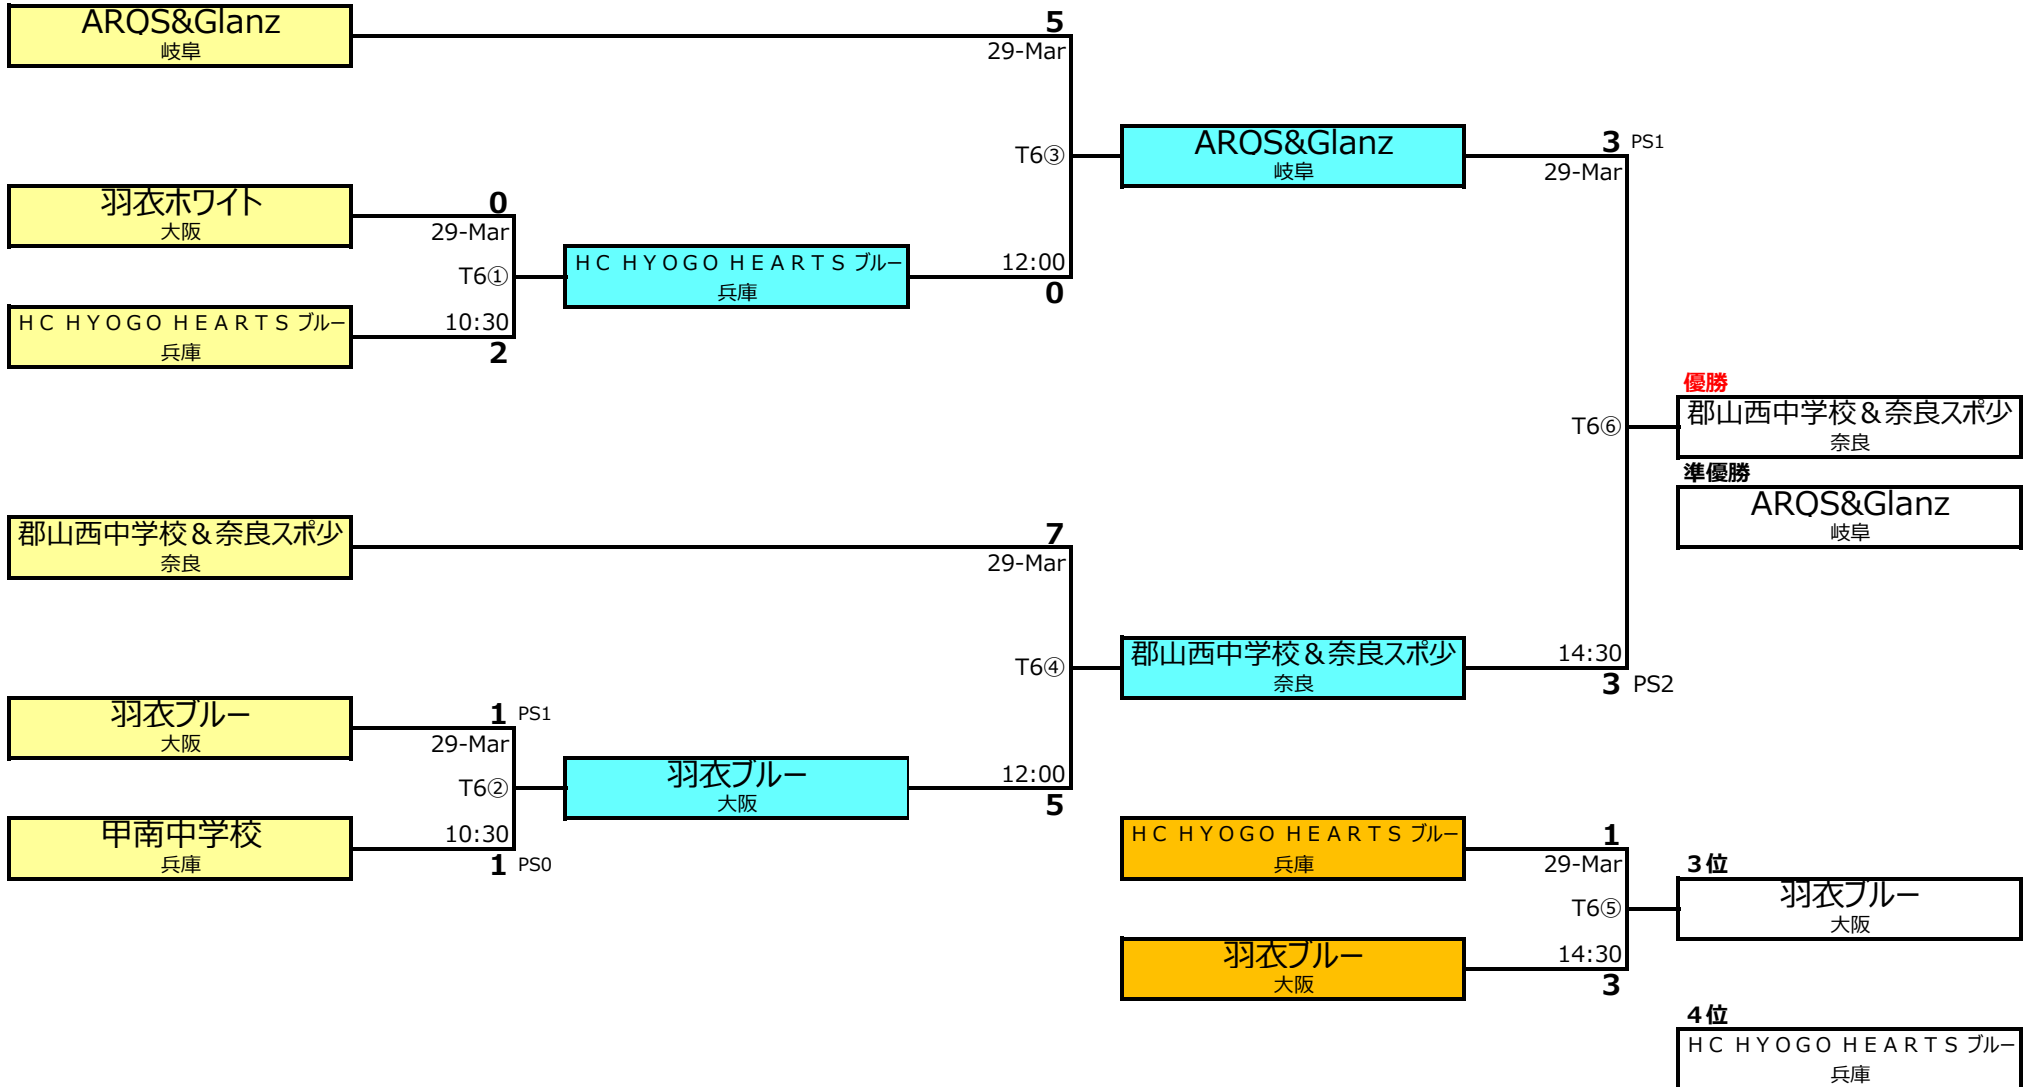 ARQS&Glanz
岐阜
5
29-Mar
T6③
ARQS&Glanz
岐阜
3 PS1
29-Mar
羽衣ホワイト
大阪
0
29-Mar
T6①
HC HYOGO HEARTS ブルー
兵庫
12:00
0
HC HYOGO HEARTS ブルー
兵庫
10:30
2
優勝
T6⑥
郡山西中学校＆奈良スポ少
奈良
準優勝
ARQS&Glanz
岐阜
郡山西中学校＆奈良スポ少
奈良
7
29-Mar
T6④
郡山西中学校＆奈良スポ少
奈良
14:30
3 PS2
羽衣ブルー
大阪
1 PS1
29-Mar
T6②
羽衣ブルー
大阪
12:00
5
甲南中学校
兵庫
10:30
1 PS0
HC HYOGO HEARTS ブルー
兵庫
1
29-Mar
T6⑤
3位
羽衣ブルー
大阪
羽衣ブルー
大阪
14:30
3
4位
HC HYOGO HEARTS ブルー
兵庫